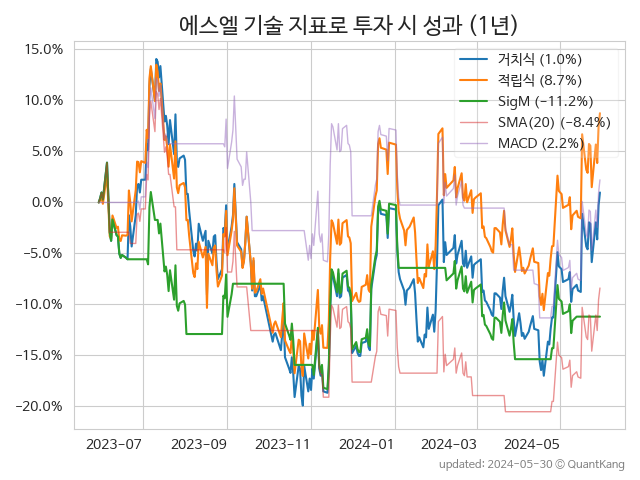 에스엘 기술 지표로 투자 시 성과 (1년)
15.0%
10.0%
5.0%
0.0%
−5.0%
−10.0%
−15.0%
−20.0%
거치식 (1.0%)
적립식 (8.7%)
SigM (−11.2%)
SMA(20) (−8.4%)
MACD (2.2%)
2023-07 2023-09 2023-11 2024-01 2024-03 2024-05
updated: 2024-05-30 © QuantKang